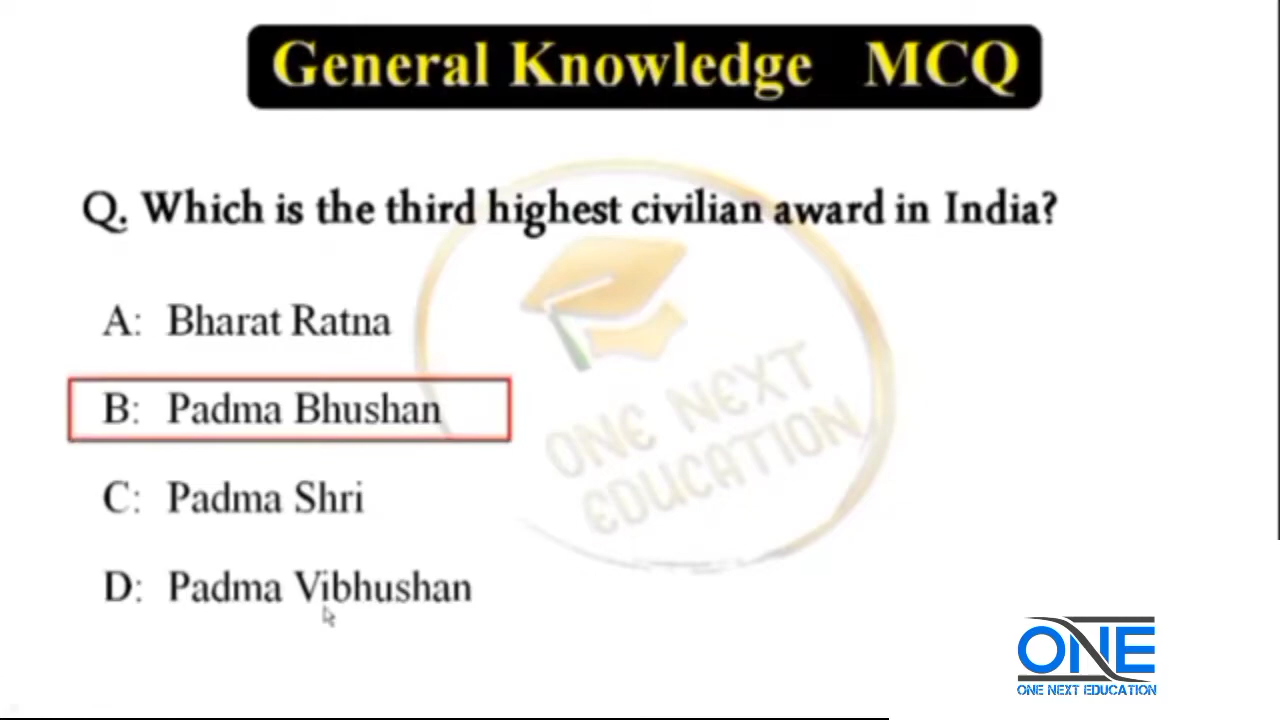 General Knowledge MCQ
Q. Which is the third highest civilian award in India?
A: Bharat Ratna
B: Padma Bhushan
C: Padma Shri
D: Padma Vibhushan
ONE NEXT
EDUCATION
ONE
ONE NEXT EDUCATION